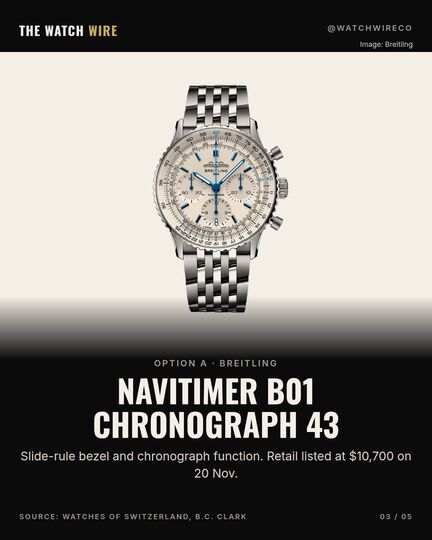 THE WATCH WIRE
@WATCHWIRECO
Image: Breitling
BREITLING
OPTION A · BREITLING
NAVITIMER B01
CHRONOGRAPH 43
Slide-rule bezel and chronograph function. Retail listed at $10,700 on
20 Nov.
SOURCE: WATCHES OF SWITZERLAND, B.C. CLARK
03 / 05